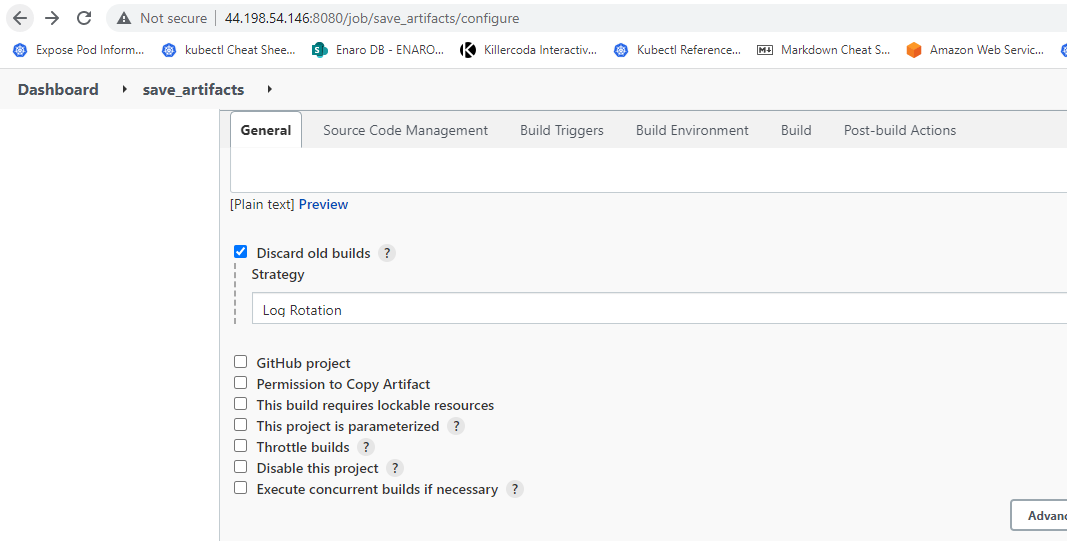 Not secure 44.198.54.146:8080/job/save_artifacts/configure
Expose Pod Inform... kubectl Cheat Shee... S Enaro DB - ENARO... K Killercoda Interactiv... Kubectl Reference... M Markdown Cheat S... Amazon Web Servic...
Dashboard save_artifacts
General Source Code Management Build Triggers Build Environment Build Post-build Actions
[Plain text] Preview
Discard old builds ?
Strategy
Log Rotation
GitHub project
Permission to Copy Artifact
This build requires lockable resources
This project is parameterized ?
Throttle builds ?
Disable this project ?
Execute concurrent builds if necessary ?
Advanc